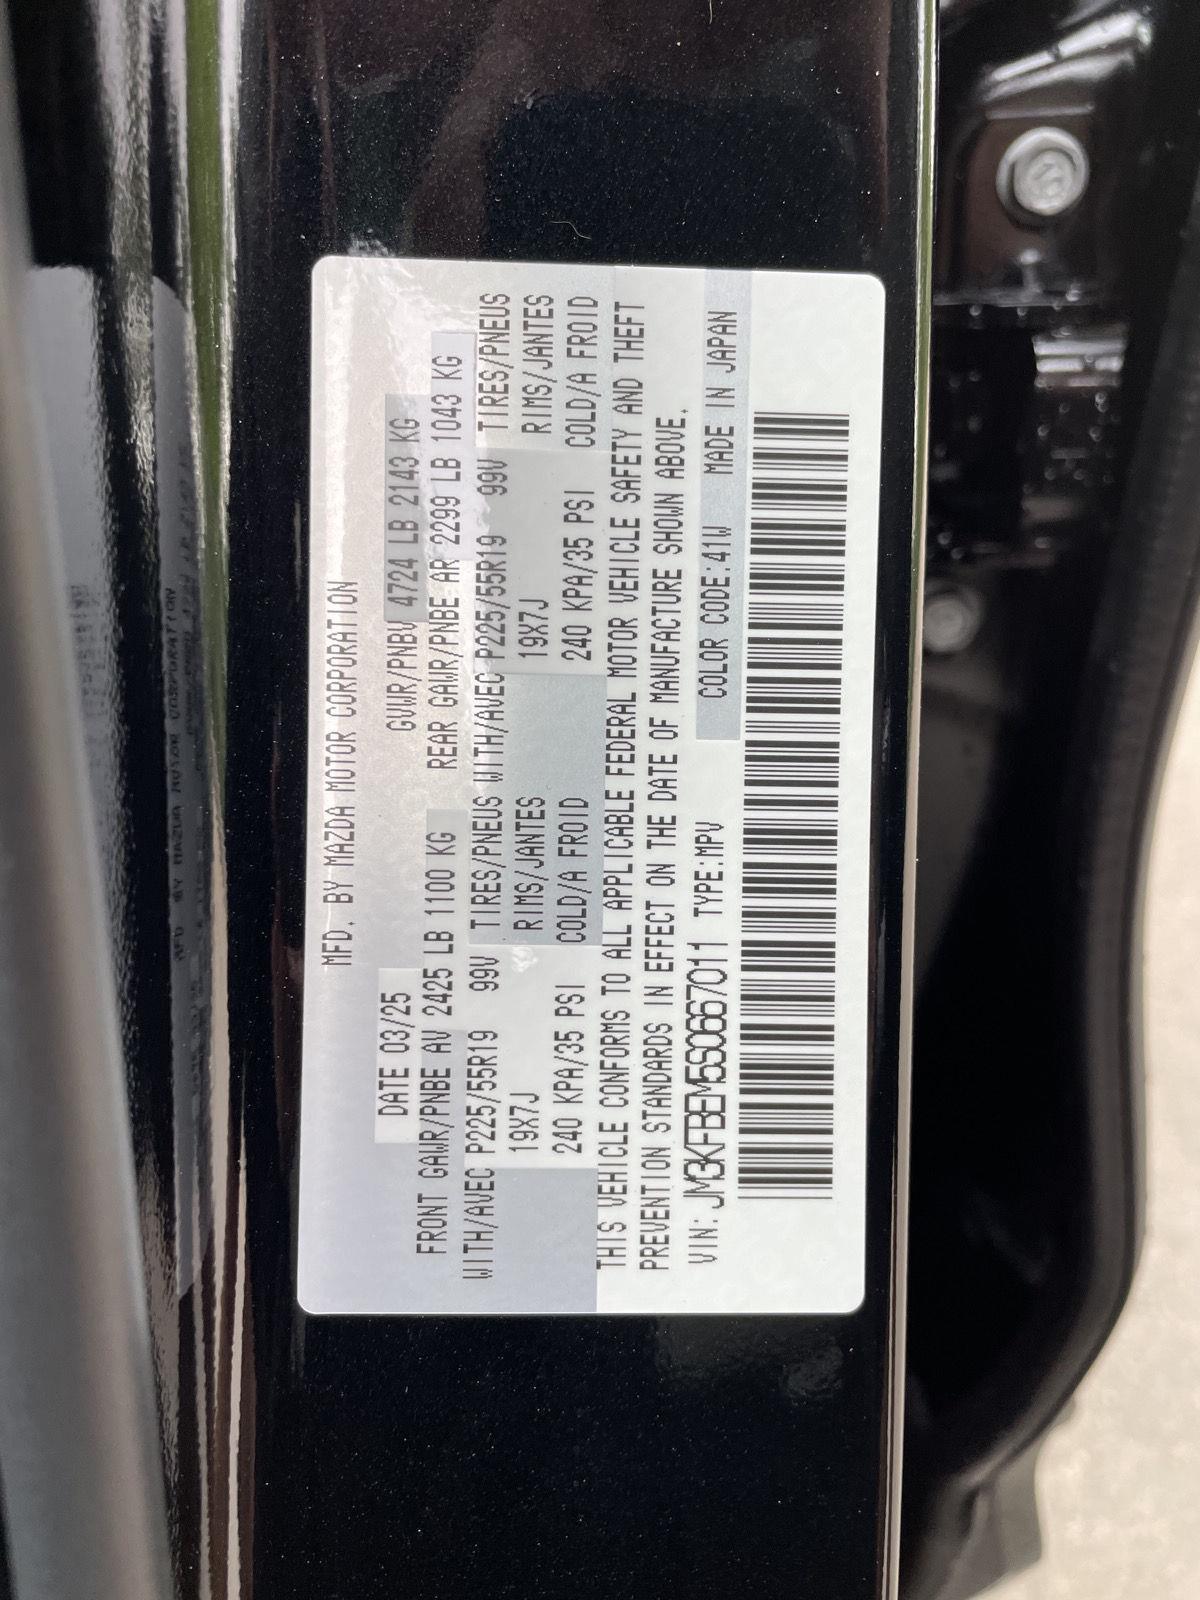 MFD. BY MAZDA MOTOR CORPORATION
DATE 03/25 GVWR/PNBV 4724 LB 2143 KG
FRONT GAWR/PNBE AV 2425 LB 1100 KG REAR GAWR/PNBE AR 2299 LB 1043 KG
WITH/AVEC P225/55R19 99V TIRES/PNEUS WITH/AVEC P225/55R19 99V TIRES/PNEUS
19X7J RIMS/JANTES 19X7J RIMS/JANTES
240 KPA/35 PSI COLD/A FROID 240 KPA/35 PSI COLD/A FROID
THIS VEHICLE CONFORMS TO ALL APPLICABLE FEDERAL MOTOR VEHICLE SAFETY AND THEFT
PREVENTION STANDARDS IN EFFECT ON THE DATE OF MANUFACTURE SHOWN ABOVE.
VIN: JM3KFBEM5S0667011 TYPE:MPV COLOR CODE:41W MADE IN JAPAN